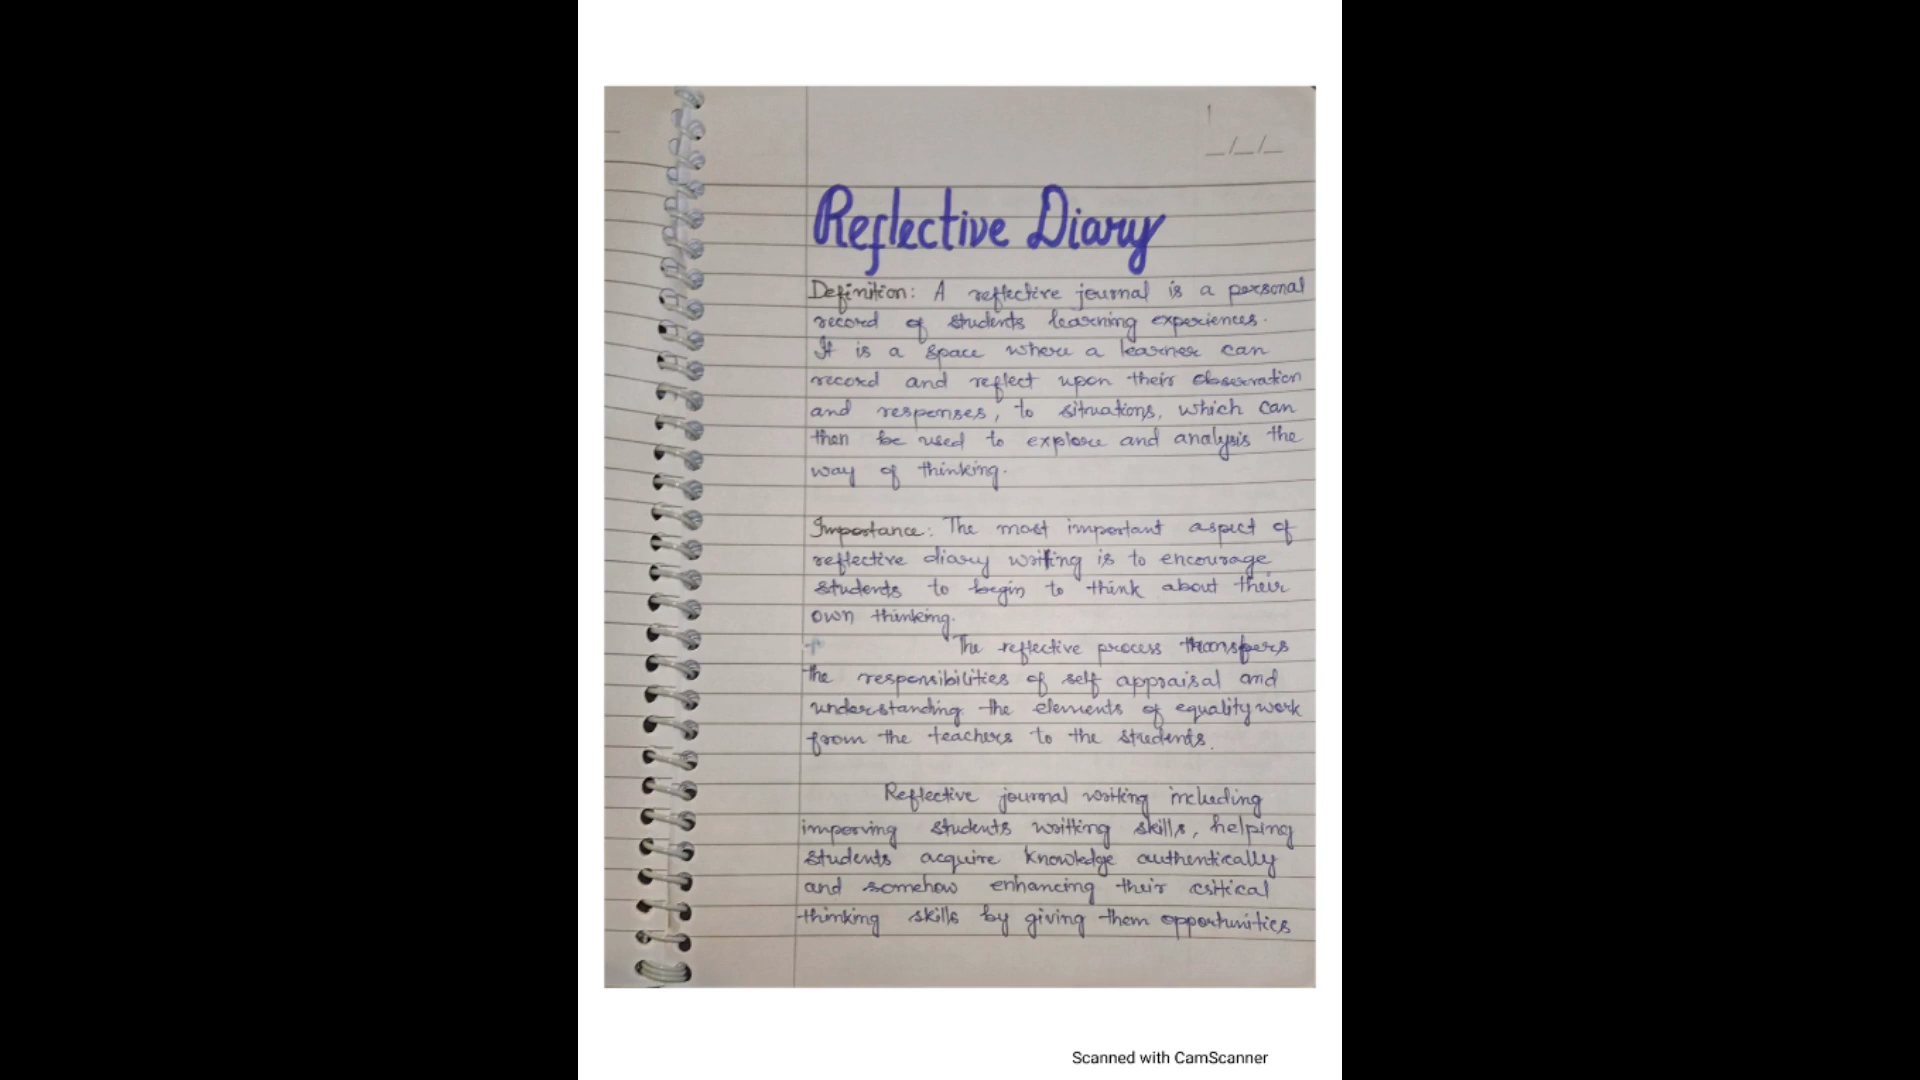 Reflective Diary
Definition: A reflective journal is a personal
record of students learning experiences.
It is a space where a learner can
record and reflect upon their observation
and responses, to situations, which can
then be used to explore and analysis the
way of thinking.
Importance: The most important aspect of
reflective diary writing is to encourage
students to begin to think about their
own thinking.
The reflective process transfers
the responsibilities of self appraisal and
understanding the elements of equality work
from the teachers to the students.
Reflective journal writing including
imporving students writting skills, helping
students acquire knowledge authentically
and somehow enhancing their critical
thinking skills by giving them opportunities
Scanned with CamScanner